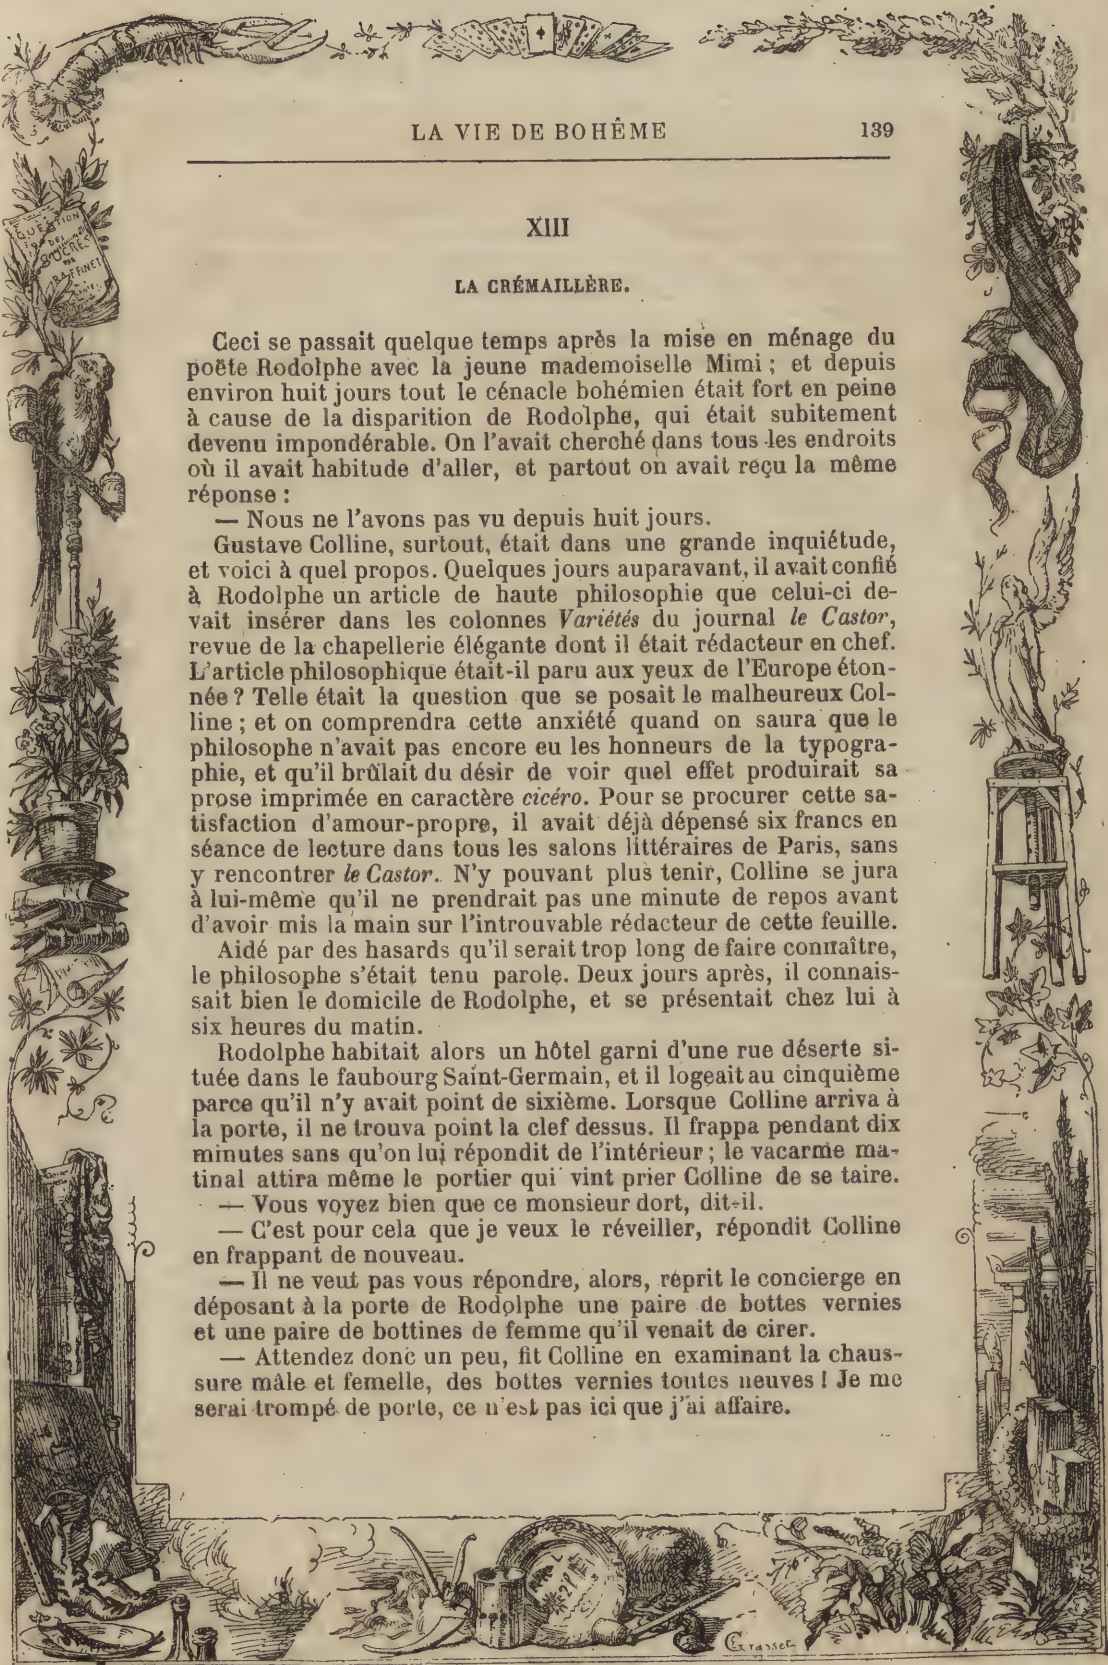 LA VIE DE BOHÊME 139
XIII
LA CRÉMAILLÈRE.
Ceci se passait quelque temps après la mise en ménage du
poëte Rodolphe avec la jeune mademoiselle Mimi ; et depuis
environ huit jours tout le cénacle bohémien était fort en peine
à cause de la disparition de Rodolphe, qui était subitement
devenu impondérable. On l'avait cherché dans tous les endroits
où il avait habitude d'aller, et partout on avait reçu la même
réponse :
— Nous ne l'avons pas vu depuis huit jours.
Gustave Colline, surtout, était dans une grande inquiétude,
et voici à quel propos. Quelques jours auparavant, il avait confié
à Rodolphe un article de haute philosophie que celui-ci de-
vait insérer dans les colonnes Variétés du journal le Castor,
revue de la chapellerie élégante dont il était rédacteur en chef.
L'article philosophique était-il paru aux yeux de l'Europe éton-
née ? Telle était la question que se posait le malheureux Col-
line ; et on comprendra cette anxiété quand on saura que le
philosophe n'avait pas encore eu les honneurs de la typogra-
phie, et qu'il brûlait du désir de voir quel effet produirait sa
prose imprimée en caractère cicéro. Pour se procurer cette sa-
tisfaction d'amour-propre, il avait déjà dépensé six francs en
séance de lecture dans tous les salons littéraires de Paris, sans
y rencontrer le Castor. N'y pouvant plus tenir, Colline se jura
à lui-même qu'il ne prendrait pas une minute de repos avant
d'avoir mis la main sur l'introuvable rédacteur de cette feuille.
Aidé par des hasards qu'il serait trop long de faire connaître,
le philosophe s'était tenu parole. Deux jours après, il connais-
sait bien le domicile de Rodolphe, et se présentait chez lui à
six heures du matin.
Rodolphe habitait alors un hôtel garni d'une rue déserte si-
tuée dans le faubourg Saint-Germain, et il logeait au cinquième
parce qu'il n'y avait point de sixième. Lorsque Colline arriva à
la porte, il ne trouva point la clef dessus. Il frappa pendant dix
minutes sans qu'on lui répondit de l'intérieur ; le vacarme ma-
tinal attira même le portier qui vint prier Colline de se taire.
— Vous voyez bien que ce monsieur dort, dit-il.
— C'est pour cela que je veux le réveiller, répondit Colline
en frappant de nouveau.
— Il ne veut pas vous répondre, alors, reprit le concierge en
déposant à la porte de Rodolphe une paire de bottes vernies
et une paire de bottines de femme qu'il venait de cirer.
— Attendez donc un peu, fit Colline en examinant la chaus-
sure mâle et femelle, des bottes vernies toutes neuves ! Je me
serai trompé de porte, ce n'est pas ici que j'ai affaire.
QUESTION
DES
SUCRES
PAR
RAFFINET
Grasset